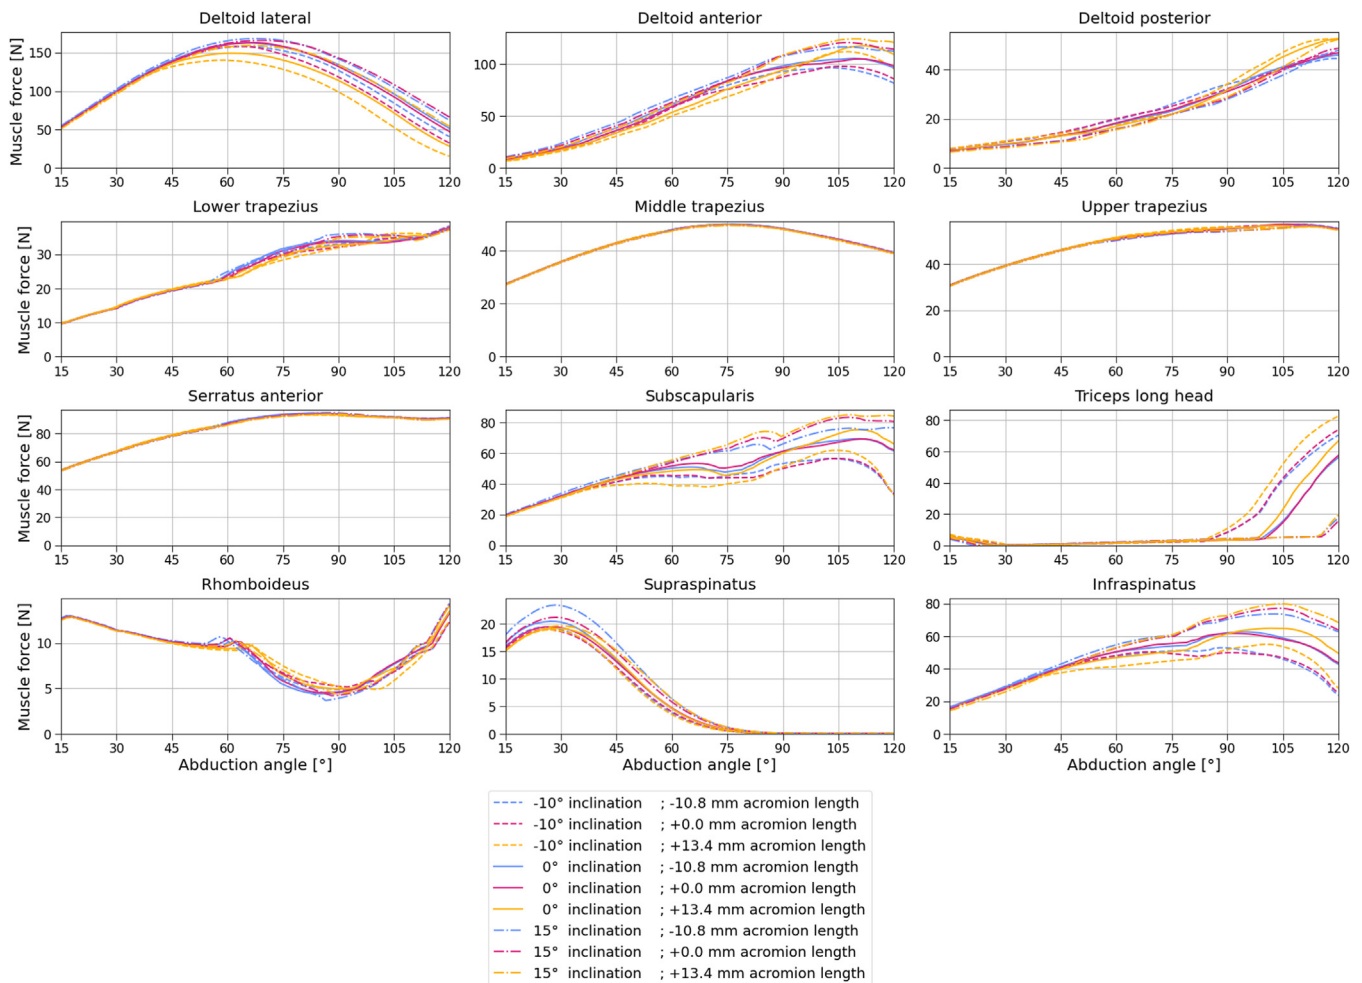 Deltoid lateral
Deltoid anterior
Deltoid posterior
Muscle force [N]
150
100
50
0
15 30 45 60 75 90 105 120
100
50
0
15 30 45 60 75 90 105 120
40
20
0
15 30 45 60 75 90 105 120
Lower trapezius
Middle trapezius
Upper trapezius
Muscle force [N]
30
20
10
0
15 30 45 60 75 90 105 120
40
20
0
15 30 45 60 75 90 105 120
40
20
0
15 30 45 60 75 90 105 120
Serratus anterior
Subscapularis
Triceps long head
Muscle force [N]
80
60
40
20
0
15 30 45 60 75 90 105 120
80
60
40
20
0
15 30 45 60 75 90 105 120
80
60
40
20
0
15 30 45 60 75 90 105 120
Rhomboideus
Supraspinatus
Infraspinatus
Muscle force [N]
10
5
0
15 30 45 60 75 90 105 120
Abduction angle [°]
20
15
10
5
0
15 30 45 60 75 90 105 120
Abduction angle [°]
80
60
40
20
0
15 30 45 60 75 90 105 120
Abduction angle [°]
-10° inclination ; -10.8 mm acromion length
-10° inclination ; +0.0 mm acromion length
-10° inclination ; +13.4 mm acromion length
0° inclination ; -10.8 mm acromion length
0° inclination ; +0.0 mm acromion length
0° inclination ; +13.4 mm acromion length
15° inclination ; -10.8 mm acromion length
15° inclination ; +0.0 mm acromion length
15° inclination ; +13.4 mm acromion length